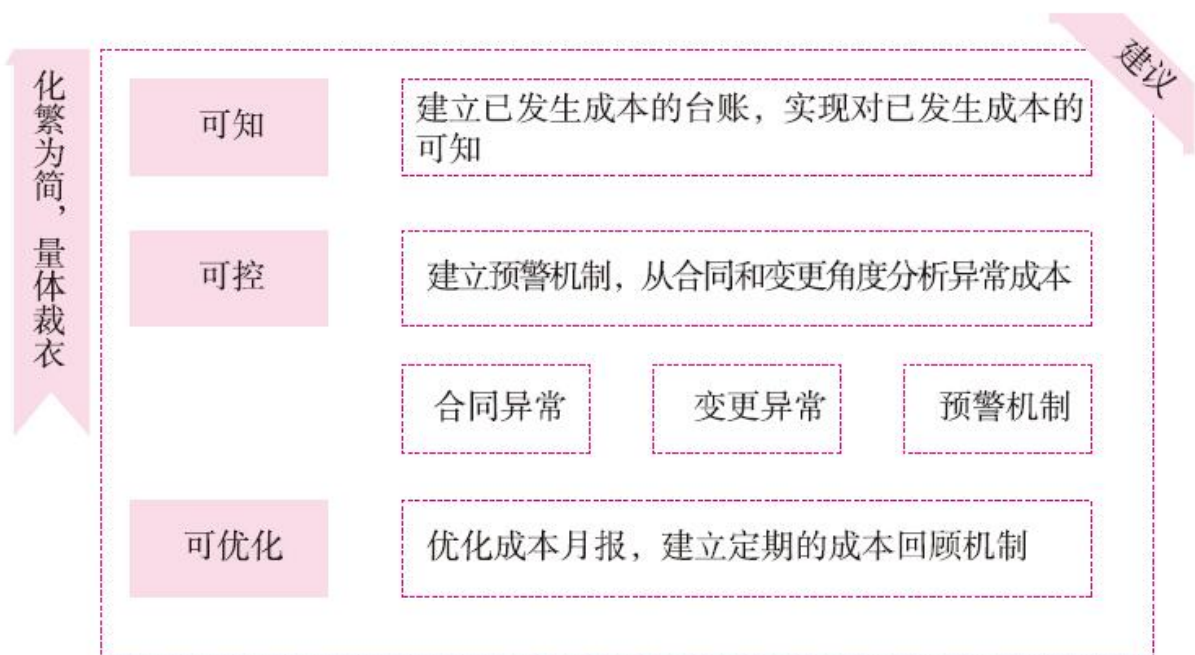 建议
化繁为简，量体裁衣
可知
建立已发生成本的台账，实现对已发生成本的
可知
可控
建立预警机制，从合同和变更角度分析异常成本
合同异常
变更异常
预警机制
可优化
优化成本月报，建立定期的成本回顾机制